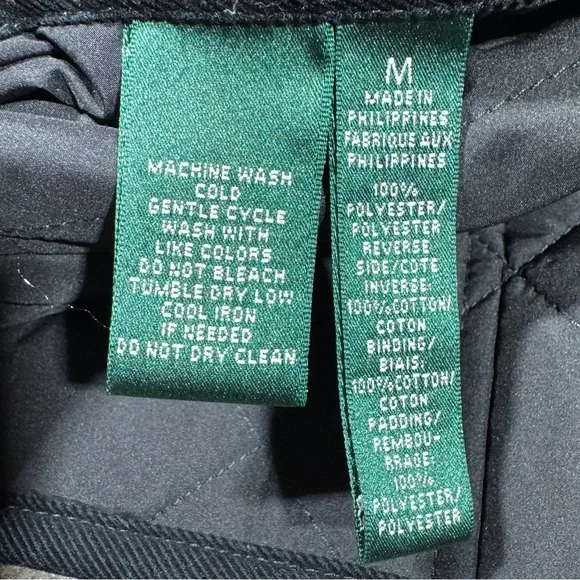 MACHINE WASH
COLD
GENTLE CYCLE
WASH WITH
LIKE COLORS
DO NOT BLEACH
TUMBLE DRY LOW
COOL IRON
IF NEEDED
DO NOT DRY CLEAN
M
MADE IN
PHILIPPINES
FABRIQUE AUX
PHILIPPINES
100%
POLYESTER/
POLYESTER
REVERSE
SIDE/COTE
INVERSE:
100%COTTON/
COTON
BINDING/
BIAIS:
100%COTTON/
COTON
PADDING/
REMBOU-
RRAGE:
100%
POLYESTER/
POLYESTER